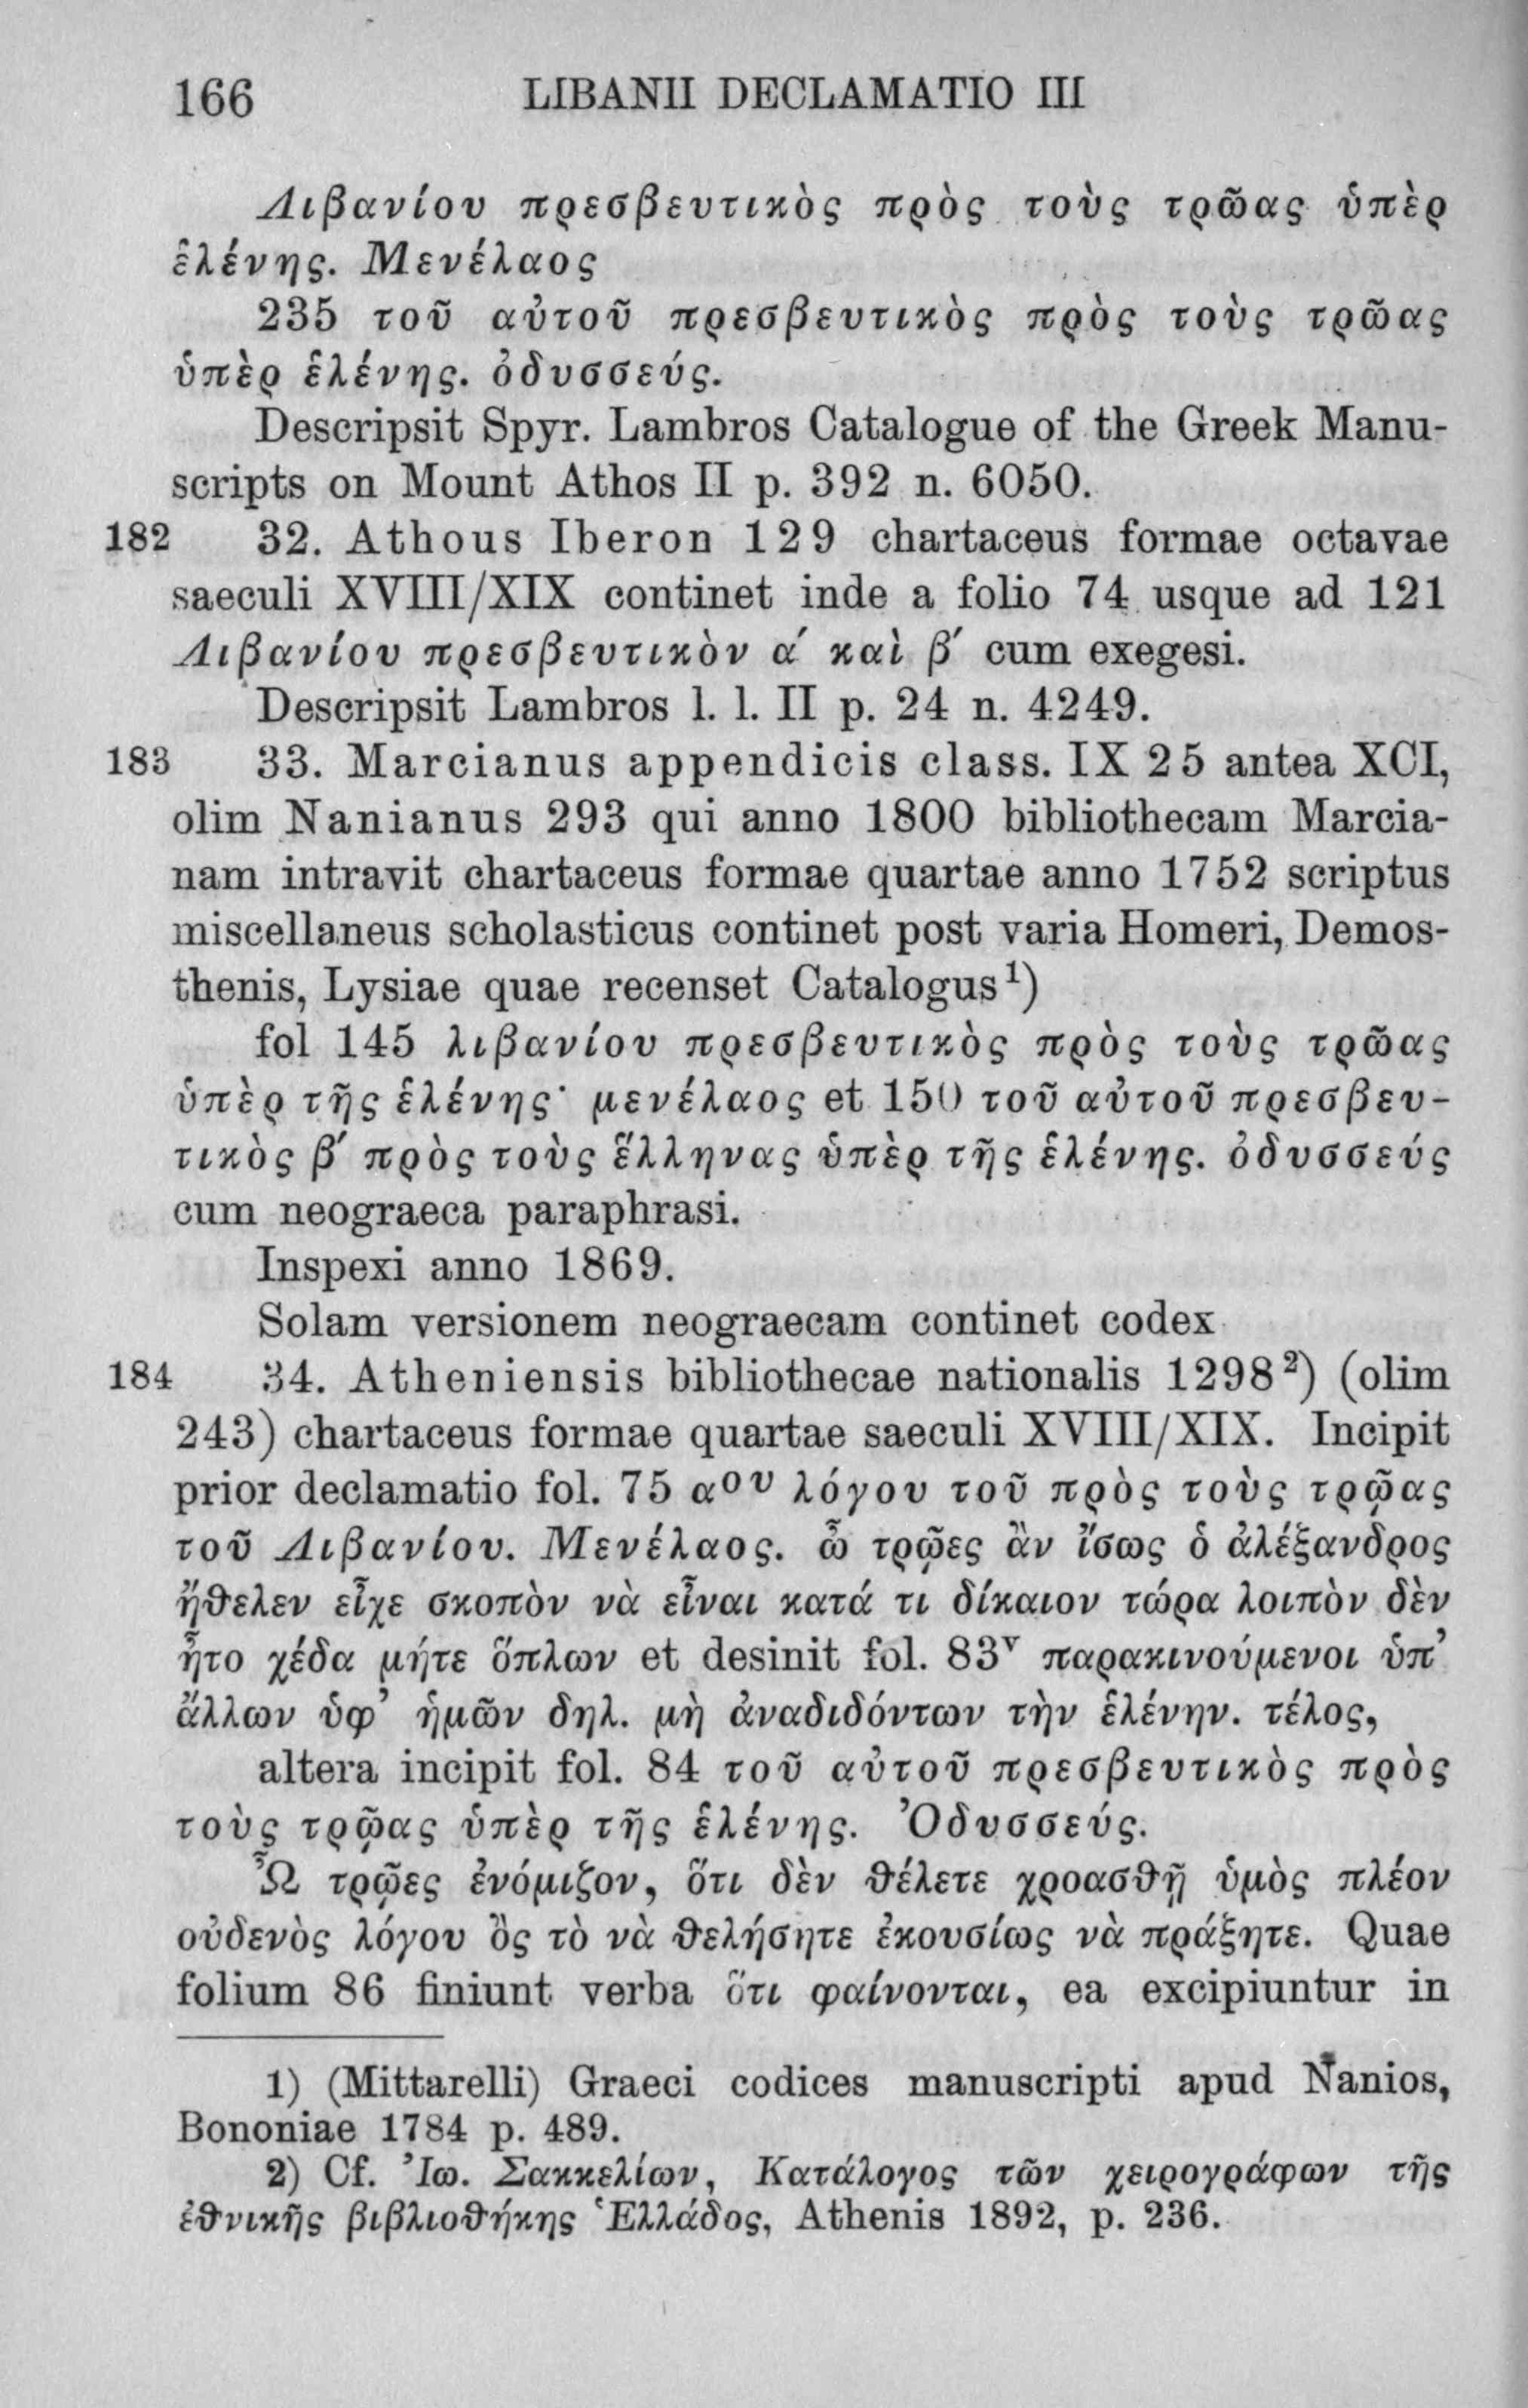 166 LIBANII DECLAMATIO III
Λιβανίου πρεσβευτικὸς πρὸς τοὺς τρῶας ὑπὲρ
ἑλένης. Μενέλαος
235 τοῦ αὐτοῦ πρεσβευτικὸς πρὸς τοὺς τρῶας
ὑπὲρ ἑλένης. ὀδυσσεύς.
Descripsit Spyr. Lambros Catalogue of the Greek Manu-
scripts on Mount Athos II p. 392 n. 6050.
182 32. Athous Iberon 129 chartaceus formae octavae
saeculi XVIII/XIX continet inde a folio 74 usque ad 121
Λιβανίου πρεσβευτικὸν α΄ καὶ β΄ cum exegesi.
Descripsit Lambros l. l. II p. 24 n. 4249.
183 33. Marcianus appendicis class. IX 25 antea XCI,
olim Nanianus 293 qui anno 1800 bibliothecam Marcia-
nam intravit chartaceus formae quartae anno 1752 scriptus
miscellaneus scholasticus continet post varia Homeri, Demos-
thenis, Lysiae quae recenset Catalogus¹)
fol 145 λιβανίου πρεσβευτικὸς πρὸς τοὺς τρῶας
ὑπὲρ τῆς ἑλένης· μενέλαος et 150 τοῦ αὐτοῦ πρεσβευ-
τικὸς β΄ πρὸς τοὺς ἕλληνας ὑπὲρ τῆς ἑλένης. ὀδυσσεύς
cum neograeca paraphrasi.
Inspexi anno 1869.
Solam versionem neograecam continet codex
184 34. Atheniensis bibliothecae nationalis 1298²) (olim
243) chartaceus formae quartae saeculi XVIII/XIX. Incipit
prior declamatio fol. 75 αου λόγου τοῦ πρὸς τοὺς τρῷας
τοῦ Λιβανίου. Μενέλαος. ὦ τρῷες ἂν ἴσως ὁ ἀλέξανδρος
ἤθελεν εἶχε σκοπὸν νὰ εἶναι κατά τι δίκαιον τώρα λοιπὸν δὲν
ἦτο χέδα μήτε ὅπλων et desinit fol. 83ᵛ παρακινούμενοι ὑπ’
ἄλλων ὑφ’ ἡμῶν δηλ. μὴ ἀναδιδόντων τὴν ἑλένην. τέλος,
altera incipit fol. 84 τοῦ αὐτοῦ πρεσβευτικὸς πρὸς
τοὺς τρῷας ὑπὲρ τῆς ἑλένης. Ὀδυσσεύς.
Ὦ τρῷες ἐνόμιζον, ὅτι δὲν θέλετε χροασθῇ ὑμὸς πλέον
οὐδενὸς λόγου ὃς τὸ νὰ θελήσητε ἑκουσίως νὰ πράξητε. Quae
folium 86 finiunt verba ὅτι φαίνονται, ea excipiuntur in
1) (Mittarelli) Graeci codices manuscripti apud Nanios,
Bononiae 1784 p. 489.
2) Cf. Ἰω. Σακκελίων, Κατάλογος τῶν χειρογράφων τῆς
ἐθνικῆς βιβλιοθήκης Ἑλλάδος, Athenis 1892, p. 236.